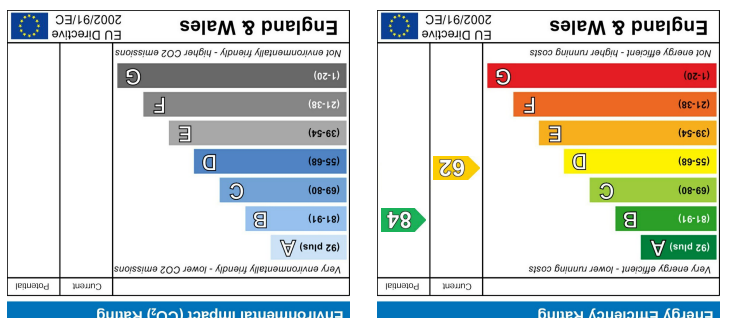 Energy Efficiency Rating
Current Potential
Very energy efficient - lower running costs
(92 plus) A
(81-91) B
(69-80) C
(55-68) D
(39-54) E
(21-38) F
(1-20) G
Not energy efficient - higher running costs
62
84
England & Wales
EU Directive
2002/91/EC
Environmental Impact (CO₂) Rating
Current Potential
Very environmentally friendly - lower CO2 emissions
(92 plus) A
(81-91) B
(69-80) C
(55-68) D
(39-54) E
(21-38) F
(1-20) G
Not environmentally friendly - higher CO2 emissions
England & Wales
EU Directive
2002/91/EC